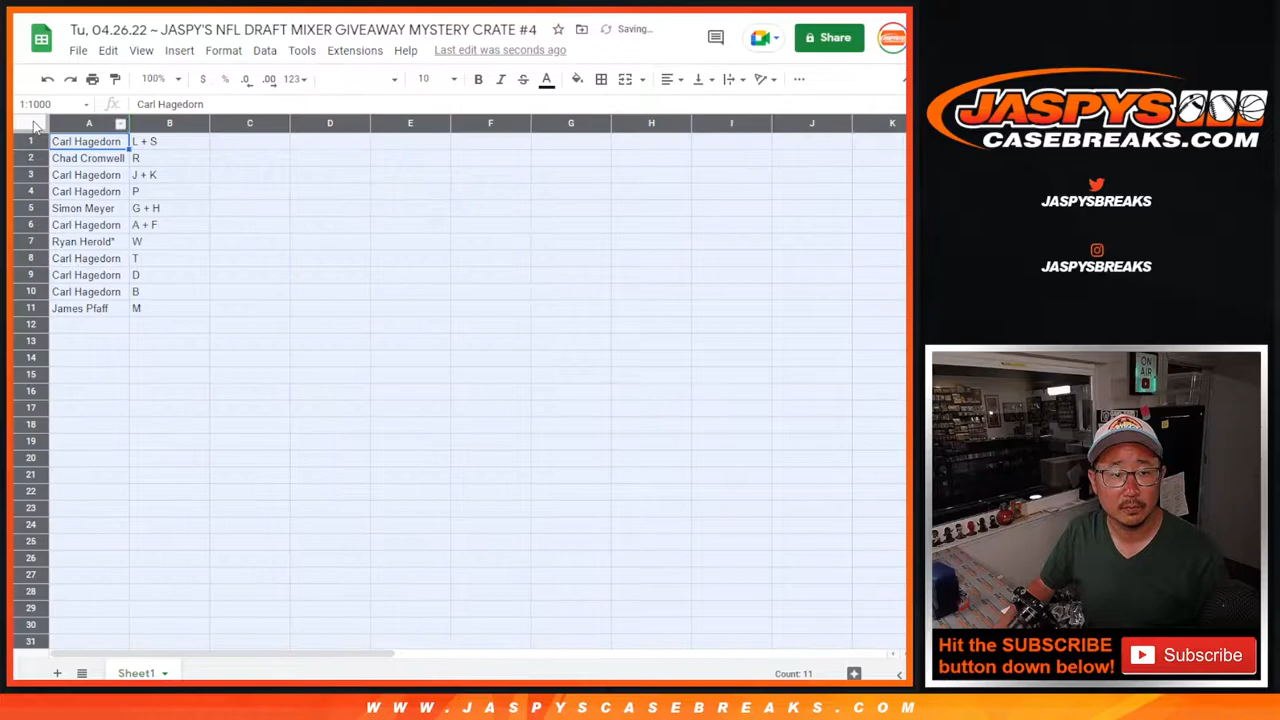 Tu, 04.26.22 ~ JASPY'S NFL DRAFT MIXER GIVEAWAY MYSTERY CRATE #4
Saving...
File Edit View Insert Format Data Tools Extensions Help Last edit was seconds ago
Share
100% $ % .0 .00 123 10 B I S A
1:1000 fx Carl Hagedorn
A B C D E F G H I J K
1 Carl Hagedorn L + S
2 Chad Cromwell R
3 Carl Hagedorn J + K
4 Carl Hagedorn P
5 Simon Meyer G + H
6 Carl Hagedorn A + F
7 Ryan Herold* W
8 Carl Hagedorn T
9 Carl Hagedorn D
10 Carl Hagedorn B
11 James Pfaff M
12
13
14
15
16
17
18
19
20
21
22
23
24
25
26
27
28
29
30
31
Sheet1
Count: 11
JASPYS
CASEBREAKS.COM
JASPYSBREAKS
JASPYSBREAKS
ON
AIR
Hit the SUBSCRIBE
button down below!
Subscribe
WWW.JASPYSCASEBREAKS.COM